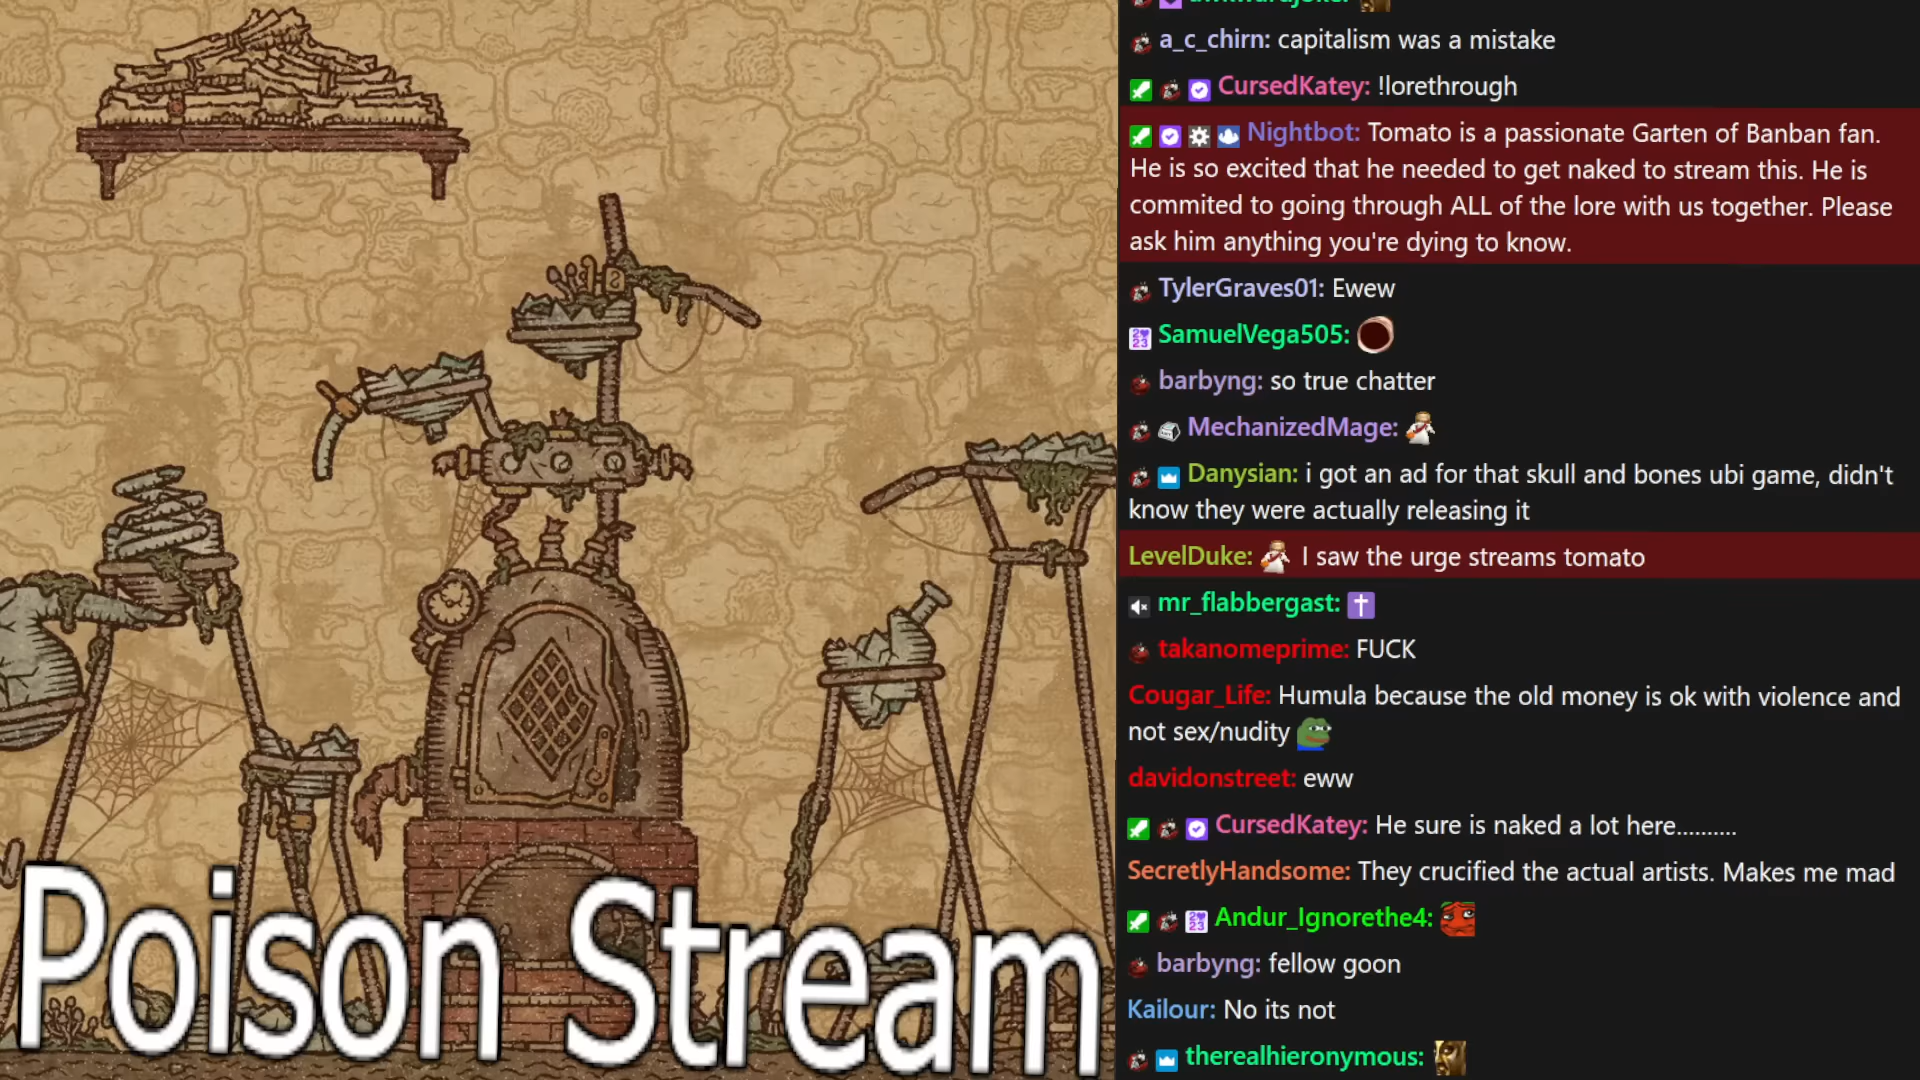 a_c_chirn: capitalism was a mistake
CursedKatey: !lorethrough
Nightbot: Tomato is a passionate Garten of Banban fan.
He is so excited that he needed to get naked to stream this. He is
commited to going through ALL of the lore with us together. Please
ask him anything you're dying to know.
TylerGraves01: Ewew
SamuelVega505:
barbyng: so true chatter
MechanizedMage:
Danysian: i got an ad for that skull and bones ubi game, didn't
know they were actually releasing it
LevelDuke: I saw the urge streams tomato
mr_flabbergast:
takanomeprime: FUCK
Cougar_Life: Humula because the old money is ok with violence and
not sex/nudity
davidonstreet: eww
CursedKatey: He sure is naked a lot here..........
SecretlyHandsome: They crucified the actual artists. Makes me mad
Andur_Ignorethe4:
barbyng: fellow goon
Kailour: No its not
therealhieronymous:
Poison Stream